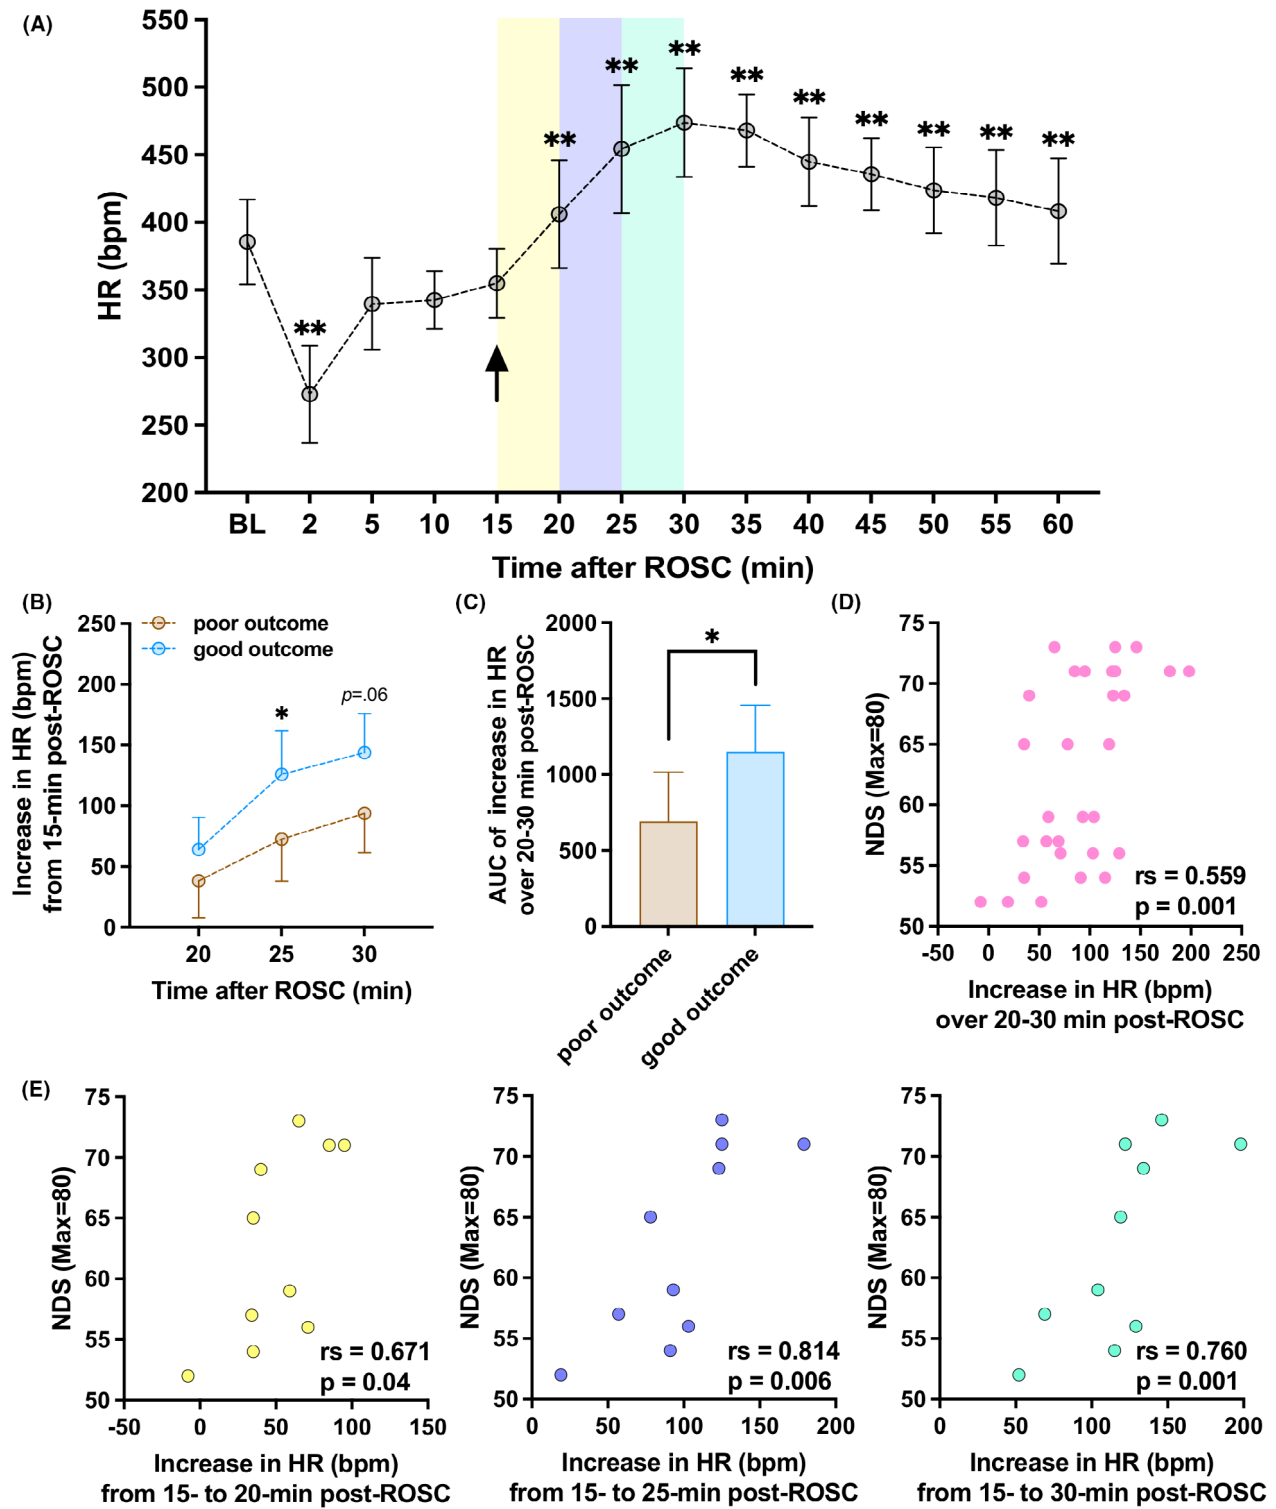 (A)
550
500
450
400
350
300
250
200
HR (bpm)
** ** ** ** ** ** ** ** ** **
BL 2 5 10 15 20 25 30 35 40 45 50 55 60
Time after ROSC (min)
(B)
poor outcome
good outcome
250
200
150
100
50
0
Increase in HR (bpm)
from 15-min post-ROSC
*
p=.06
20 25 30
Time after ROSC (min)
(C)
2000
1500
1000
500
0
AUC of increase in HR
over 20-30 min post-ROSC
*
poor outcome
good outcome
(D)
75
70
65
60
55
50
NDS (Max=80)
rs = 0.559
p = 0.001
-50 0 50 100 150 200 250
Increase in HR (bpm)
over 20-30 min post-ROSC
(E)
75
70
65
60
55
50
NDS (Max=80)
rs = 0.671
p = 0.04
-50 0 50 100 150
Increase in HR (bpm)
from 15- to 20-min post-ROSC
75
70
65
60
55
50
NDS (Max=80)
rs = 0.814
p = 0.006
0 50 100 150 200
Increase in HR (bpm)
from 15- to 25-min post-ROSC
75
70
65
60
55
50
NDS (Max=80)
rs = 0.760
p = 0.001
0 50 100 150 200
Increase in HR (bpm)
from 15- to 30-min post-ROSC